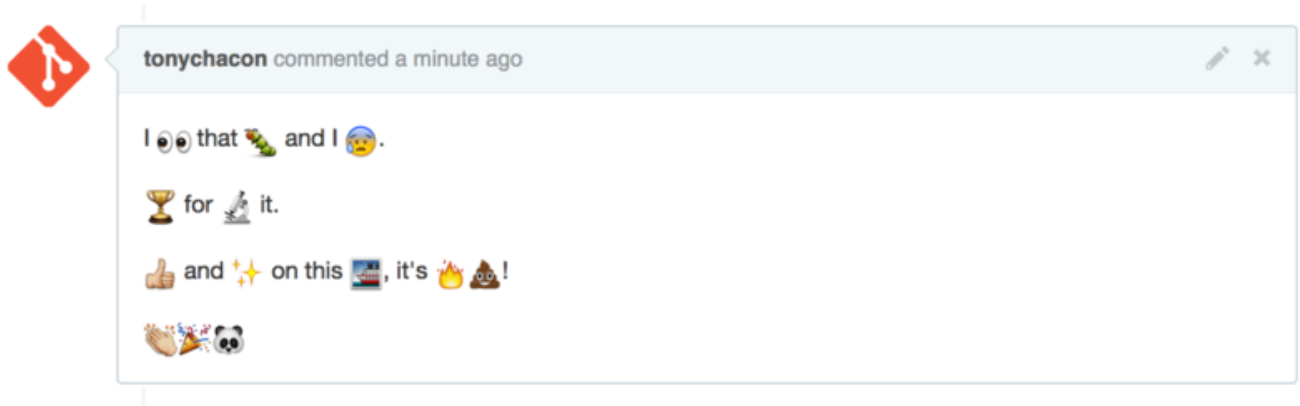 tonychacon commented a minute ago
I 👀 that 🐛 and I 😰.
🏆 for 🔬 it.
👍 and ✨ on this 🚢, it's 🔥💩!
👏🎉🐼